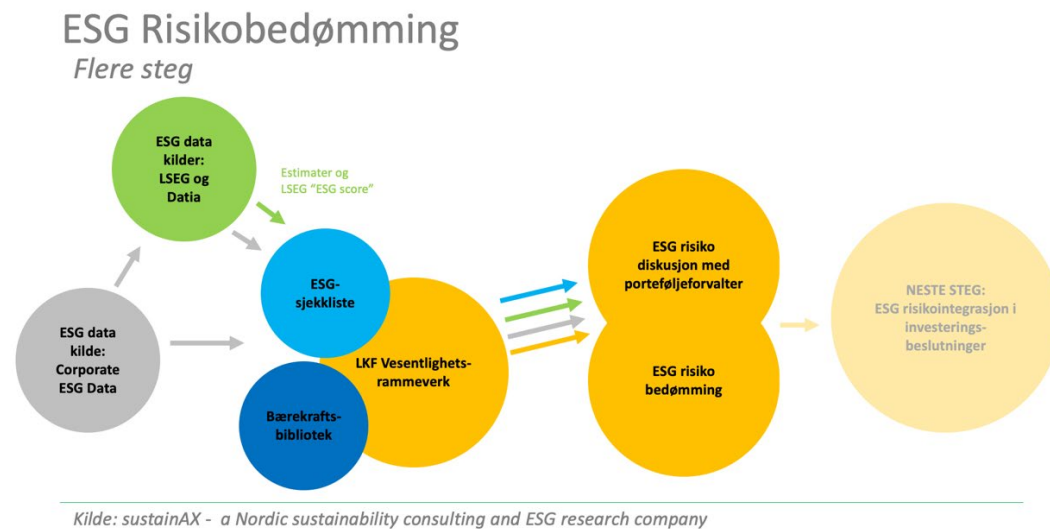 ESG Risikobedømming
Flere steg
ESG data
kilder:
LSEG og
Datia
Estimater og
LSEG “ESG score”
ESG data
kilde:
Corporate
ESG Data
ESG-
sjekkliste
LKF Vesentlighets-
rammeverk
Bærekrafts-
bibliotek
ESG risiko
diskusjon med
porteføljeforvalter
ESG risiko
bedømming
NESTE STEG:
ESG risikointegrasjon i
investerings-
beslutninger
Kilde: sustainAX - a Nordic sustainability consulting and ESG research company